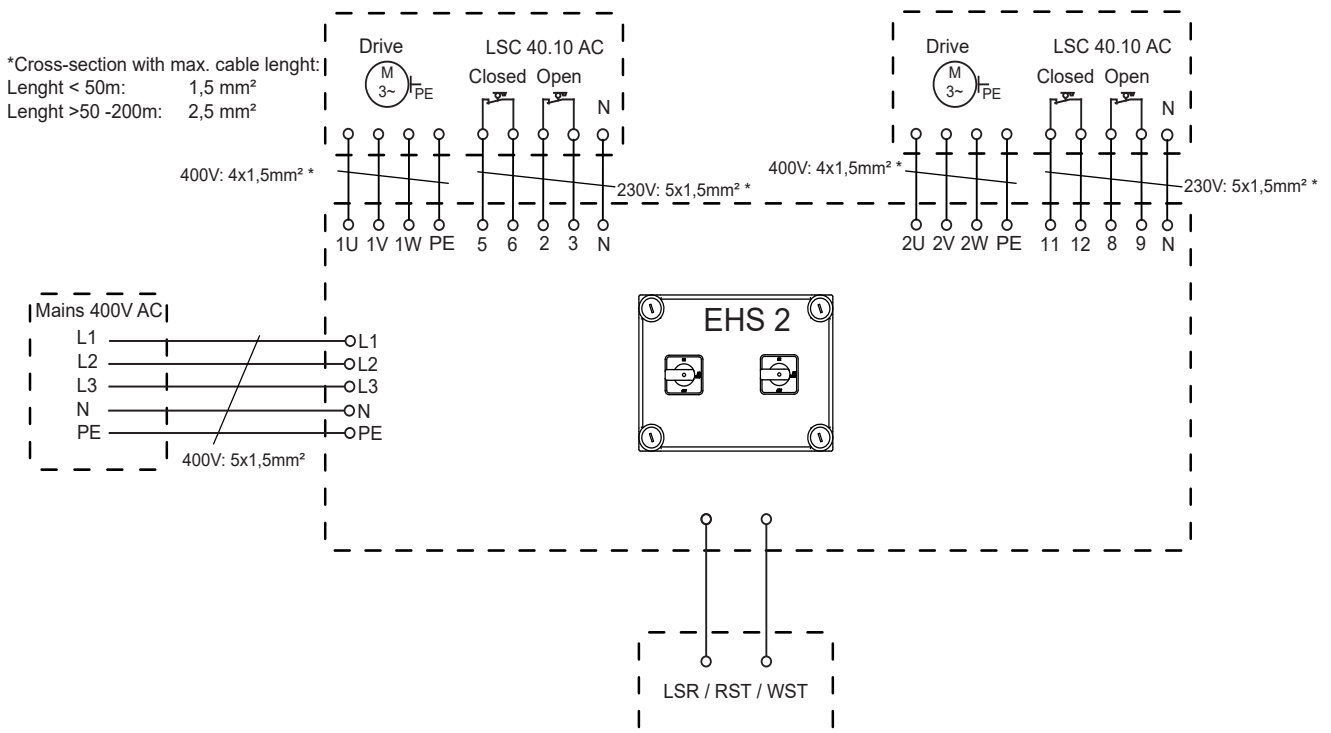 *Cross-section with max. cable lenght:
Lenght < 50m: 1,5 mm²
Lenght >50 -200m: 2,5 mm²
Drive LSC 40.10 AC
M 3~ PE
Closed Open
N
400V: 4x1,5mm² *
230V: 5x1,5mm² *
1U 1V 1W PE 5 6 2 3 N
Drive LSC 40.10 AC
M 3~ PE
Closed Open
N
400V: 4x1,5mm² *
230V: 5x1,5mm² *
2U 2V 2W PE 11 12 8 9 N
Mains 400V AC
L1 L1
L2 L2
L3 L3
N N
PE PE
400V: 5x1,5mm²
EHS 2
LSR / RST / WST